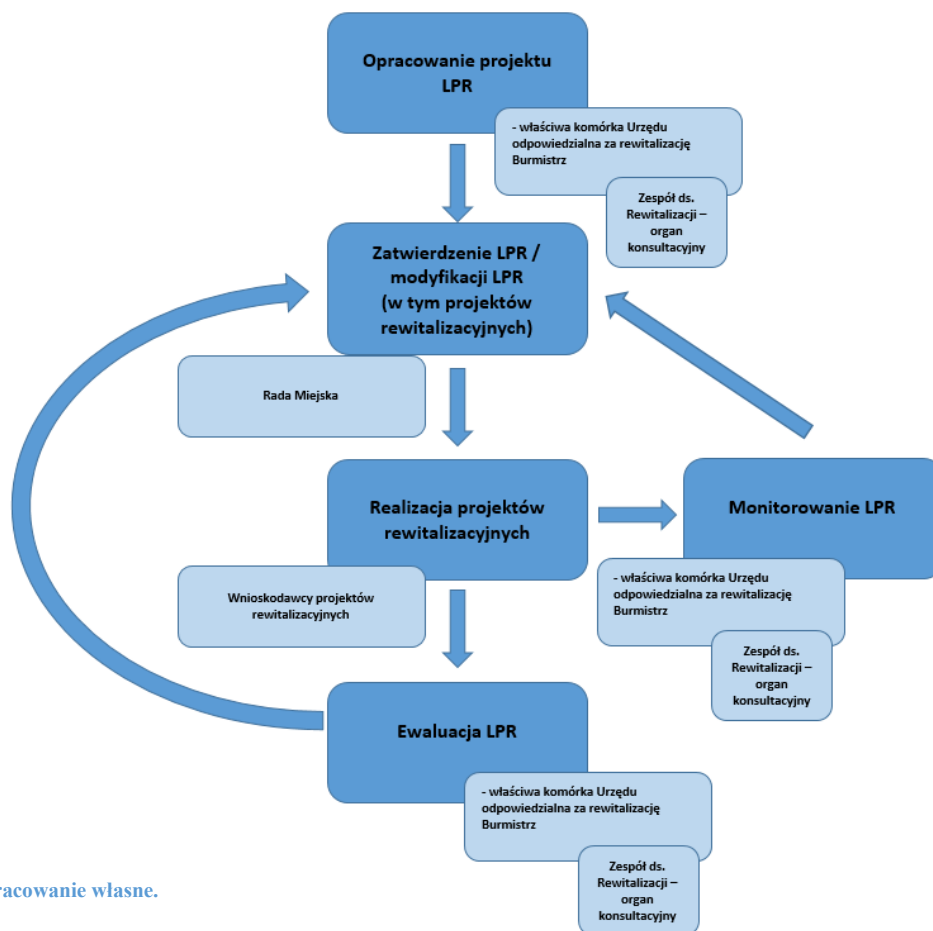 Opracowanie projektu
LPR
- właściwa komórka Urzędu
odpowiedzialna za rewitalizację
Burmistrz
Zespół ds.
Rewitalizacji –
organ
konsultacyjny
Zatwierdzenie LPR /
modyfikacji LPR
(w tym projektów
rewitalizacyjnych)
Rada Miejska
Realizacja projektów
rewitalizacyjnych
Monitorowanie LPR
Wnioskodawcy projektów
rewitalizacyjnych
- właściwa komórka Urzędu
odpowiedzialna za rewitalizację
Burmistrz
Zespół ds.
Rewitalizacji –
organ
konsultacyjny
Ewaluacja LPR
- właściwa komórka Urzędu
odpowiedzialna za rewitalizację
Burmistrz
Zespół ds.
Rewitalizacji –
organ
konsultacyjny
racowanie własne.